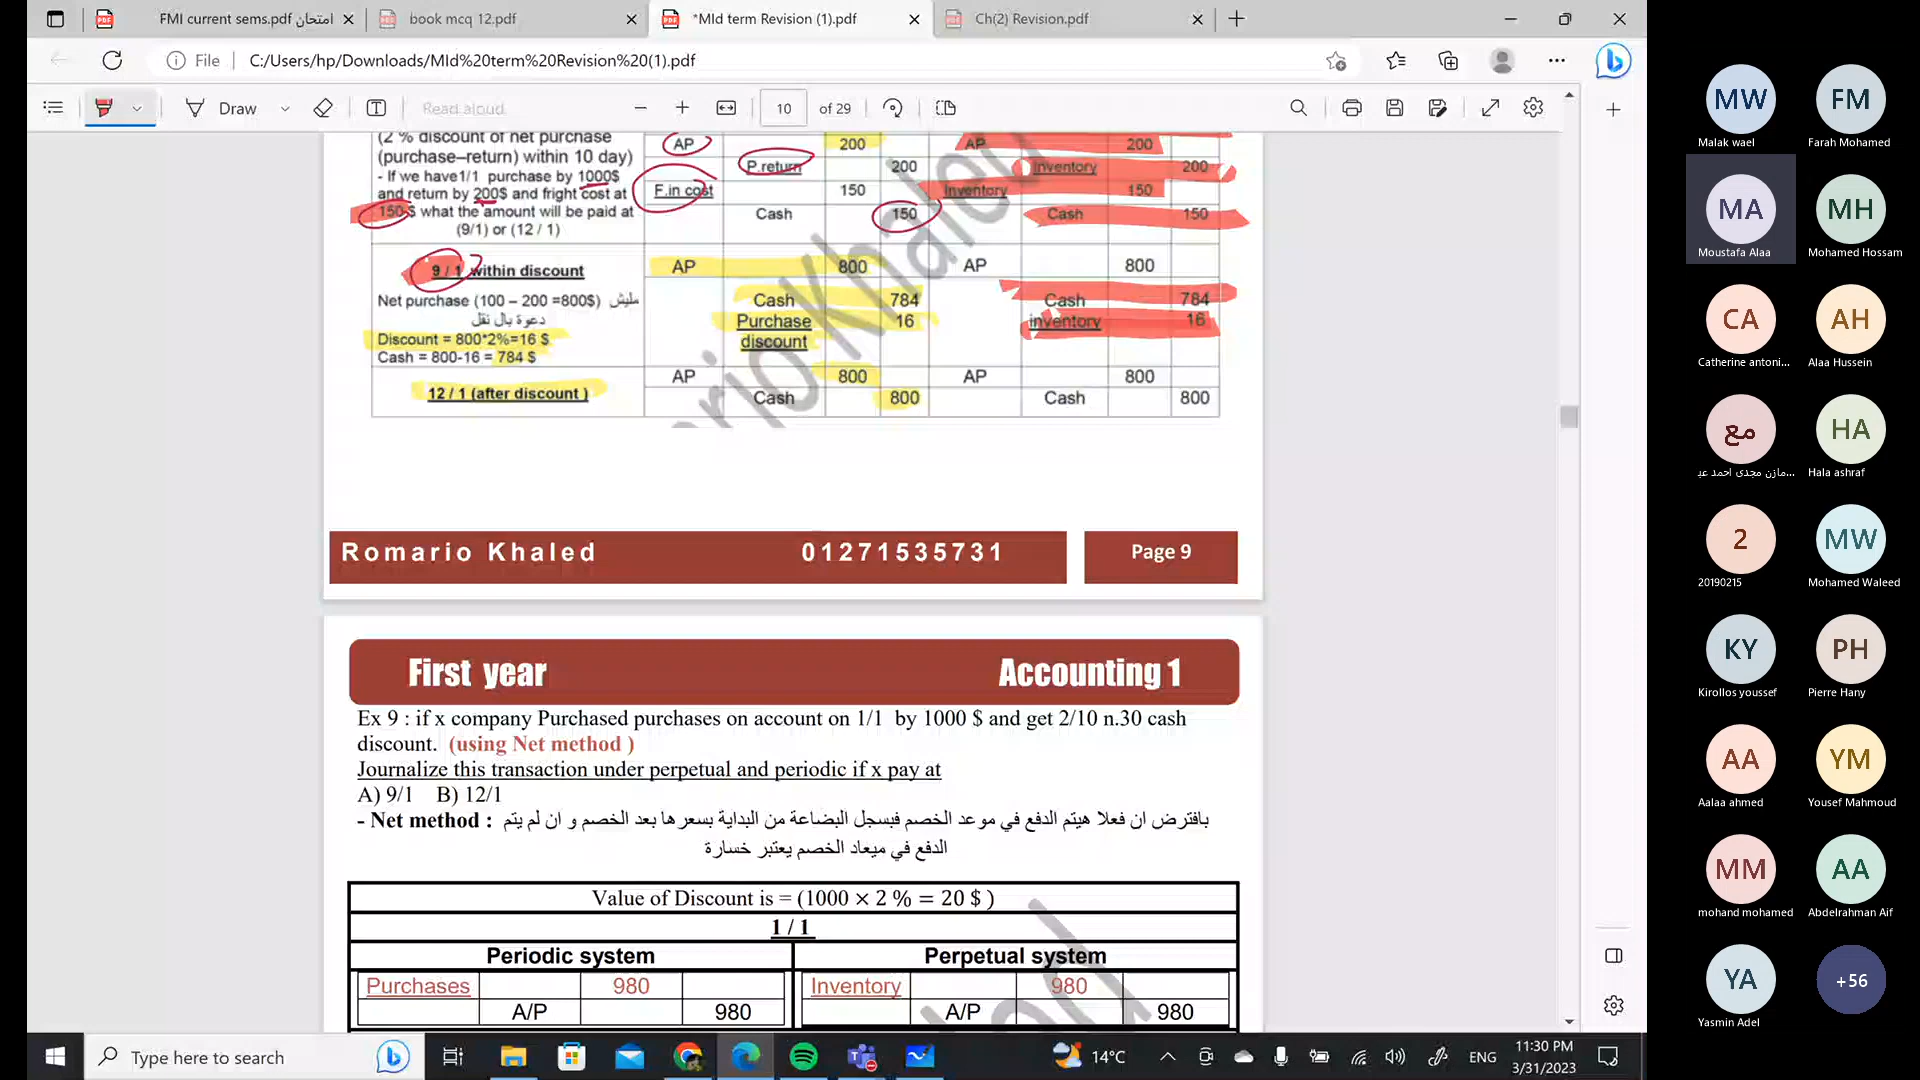 FMI current sems.pdf امتحان
book mcq 12.pdf
*MId term Revision (1).pdf
Ch(2) Revision.pdf
File
C:/Users/hp/Downloads/MId%20term%20Revision%20(1).pdf
Draw
Read aloud
10
of 29
(2 % discount of net purchase
(purchase–return) within 10 day)
- If we have1/1 purchase by 1000$
and return by 200$ and fright cost at
150 $ what the amount will be paid at
(9/1) or (12 / 1)
AP 200 AP 200
P.return 200 Inventory 200
F.in cost 150 Inventory 150
Cash 150 Cash 150
9 / 1 within discount
Net purchase (100 – 200 =800$) مليش
دعوة بال نقل
Discount = 800*2%=16 $
Cash = 800-16 = 784 $
AP 800 AP 800
Cash 784 Cash 784
Purchase 16 inventory 16
discount
12 / 1 (after discount )
AP 800 AP 800
Cash 800 Cash 800
Romario Khaled 01271535731 Page 9
First year Accounting 1
Ex 9 : if x company Purchased purchases on account on 1/1 by 1000 $ and get 2/10 n.30 cash
discount. (using Net method )
Journalize this transaction under perpetual and periodic if x pay at
A) 9/1 B) 12/1
- Net method : بافترض ان فعلا هيتم الدفع في موعد الخصم فبسجل البضاعة من البداية بسعرها بعد الخصم و ان لم يتم
الدفع في ميعاد الخصم يعتبر خسارة
Value of Discount is = (1000 × 2 % = 20 $ )
1 / 1
Periodic system Perpetual system
Purchases 980 Inventory 980
A/P 980 A/P 980
MW FM
Malak wael Farah Mohamed
MA MH
Moustafa Alaa Mohamed Hossam
CA AH
Catherine antoni... Alaa Hussein
مع HA
مازن مجدى احمد عبد... Hala ashraf
2 MW
20190215 Mohamed Waleed
KY PH
Kirollos youssef Pierre Hany
AA YM
Aalaa ahmed Yousef Mahmoud
MM AA
mohand mohamed Abdelrahman Aif
YA +56
Yasmin Adel
Type here to search
14°C
ENG
11:30 PM
3/31/2023